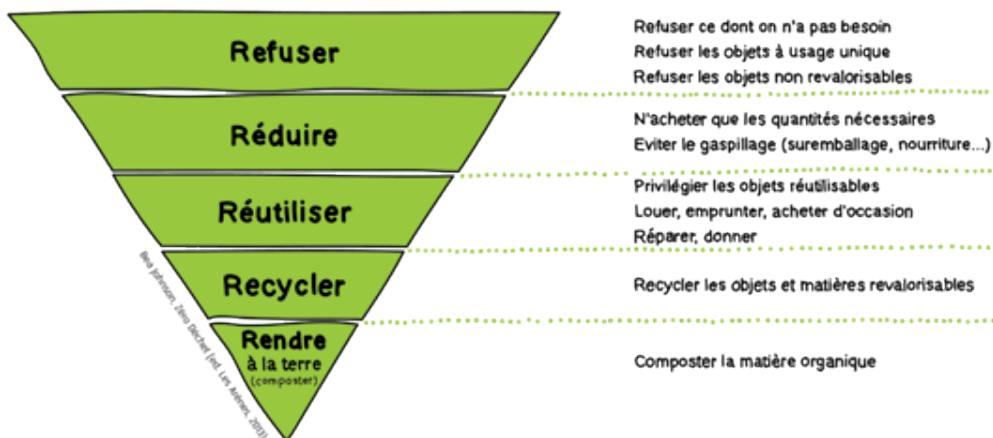 Refuser
Refuser ce dont on n'a pas besoin
Refuser les objets à usage unique
Refuser les objets non revalorisables
Réduire
N'acheter que les quantités nécessaires
Eviter le gaspillage (suremballage, nourriture...)
Réutiliser
Privilégier les objets réutilisables
Louer, emprunter, acheter d'occasion
Réparer, donner
Recycler
Recycler les objets et matières revalorisables
Rendre
à la terre
(composter)
Composter la matière organique
Bea Johnson, Zéro Déchet (ed. Les Arènes, 2013)